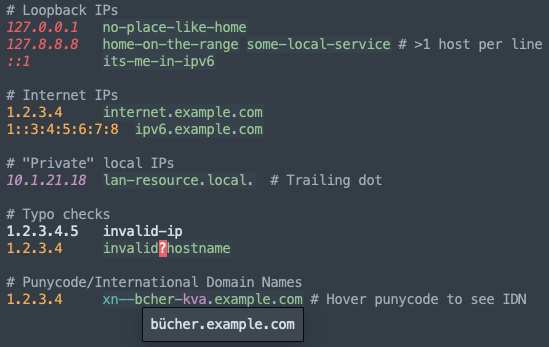 # Loopback IPs
127.0.0.1 no-place-like-home
127.8.8.8 home-on-the-range some-local-service # >1 host per line
::1 its-me-in-ipv6
# Internet IPs
1.2.3.4 internet.example.com
1::3:4:5:6:7:8 ipv6.example.com
# "Private" local IPs
10.1.21.18 lan-resource.local. # Trailing dot
# Typo checks
1.2.3.4.5 invalid-ip
1.2.3.4 invalid?hostname
# Punycode/International Domain Names
1.2.3.4 xn--bcher-kva.example.com # Hover punycode to see IDN
bücher.example.com